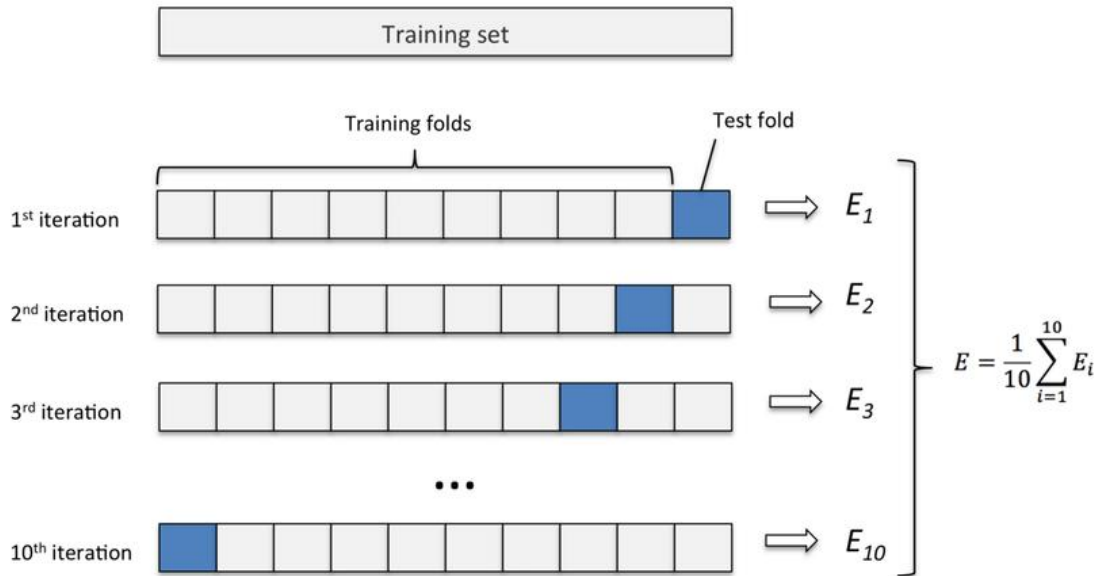 Training set
Training folds
Test fold
1st iteration
E1
2nd iteration
E2
E = 1/10 ∑_{i=1}^{10} E_i
3rd iteration
E3
...
10th iteration
E10